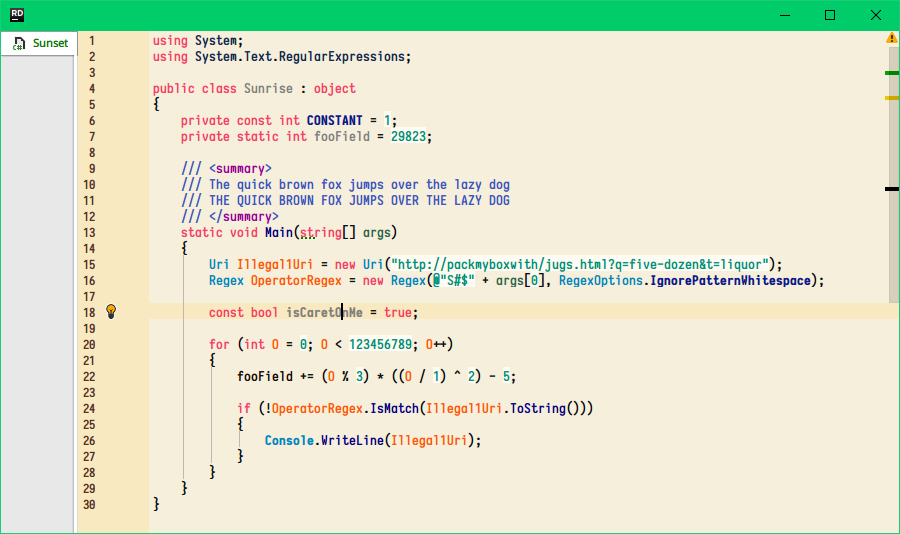 RD
C# Sunset
1 using System;
2 using System.Text.RegularExpressions;
3
4 public class Sunrise : object
5 {
6 private const int CONSTANT = 1;
7 private static int fooField = 29823;
8
9 /// <summary>
10 /// The quick brown fox jumps over the lazy dog
11 /// THE QUICK BROWN FOX JUMPS OVER THE LAZY DOG
12 /// </summary>
13 static void Main(string[] args)
14 {
15 Uri Illegal1Uri = new Uri("http://packmyboxwith/jugs.html?q=five-dozen&t=liquor");
16 Regex OperatorRegex = new Regex(@"S#$" + args[0], RegexOptions.IgnorePatternWhitespace);
17
18 const bool isCaretOnMe = true;
19
20 for (int O = 0; O < 123456789; O++)
21 {
22 fooField += (O % 3) * ((O / 1) ^ 2) - 5;
23
24 if (!OperatorRegex.IsMatch(Illegal1Uri.ToString()))
25 {
26 Console.WriteLine(Illegal1Uri);
27 }
28 }
29 }
30 }